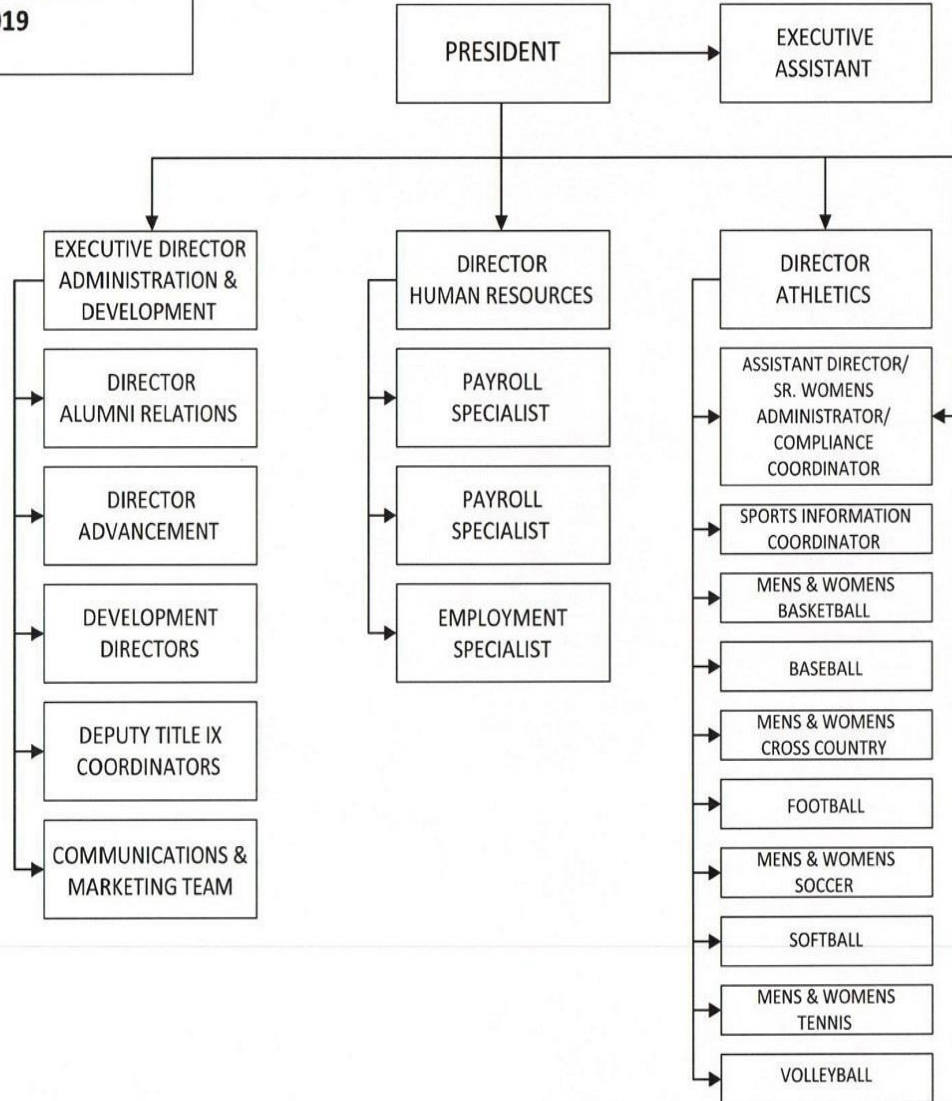 PRESIDENT
EXECUTIVE
ASSISTANT
EXECUTIVE DIRECTOR
ADMINISTRATION &
DEVELOPMENT
DIRECTOR
ALUMNI RELATIONS
DIRECTOR
ADVANCEMENT
DEVELOPMENT
DIRECTORS
DEPUTY TITLE IX
COORDINATORS
COMMUNICATIONS &
MARKETING TEAM
DIRECTOR
HUMAN RESOURCES
PAYROLL
SPECIALIST
PAYROLL
SPECIALIST
EMPLOYMENT
SPECIALIST
DIRECTOR
ATHLETICS
ASSISTANT DIRECTOR/
SR. WOMENS
ADMINISTRATOR/
COMPLIANCE
COORDINATOR
SPORTS INFORMATION
COORDINATOR
MENS & WOMENS
BASKETBALL
BASEBALL
MENS & WOMENS
CROSS COUNTRY
FOOTBALL
MENS & WOMENS
SOCCER
SOFTBALL
MENS & WOMENS
TENNIS
VOLLEYBALL